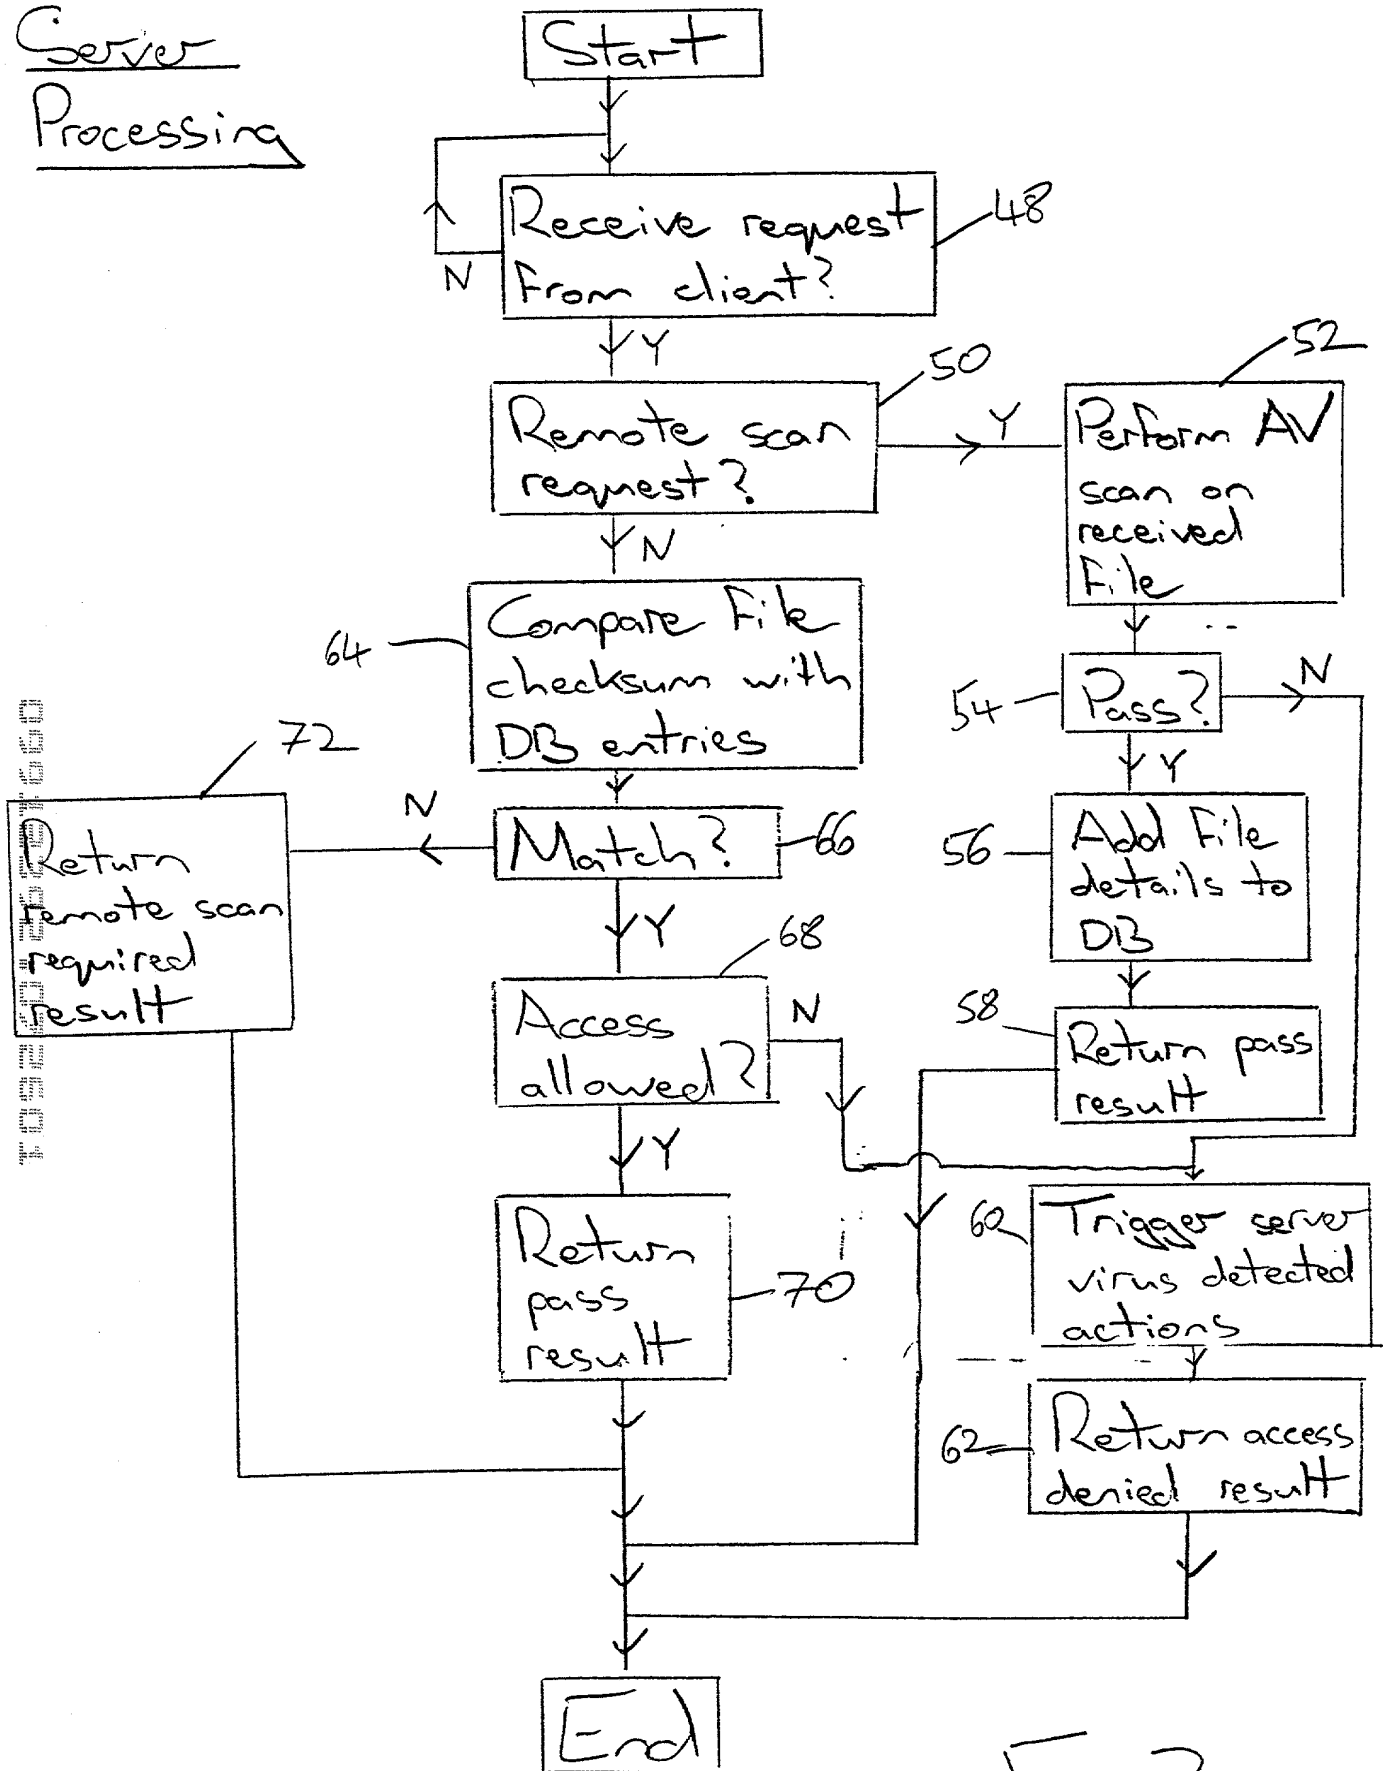 Server
Processing
Start
Receive request
from client?
48
N
Y
Remote scan
request?
50
Y
N
Perform AV
scan on
received
file
52
Compare file
checksum with
DB entries
64
Pass?
54
N
Y
Return
remote scan
required
result
72
N
Match?
66
Y
Add file
details to
DB
56
Access
allowed?
68
N
Y
Return pass
result
58
Return
pass
result
70
Trigger server
virus detected
actions
60
Return access
denied result
62
End